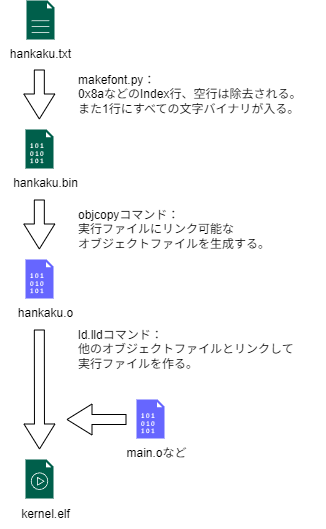 hankaku.txt
makefont.py：
0x8aなどのIndex行、空行は除去される。
また1行にすべての文字バイナリが入る。
101
010
101
hankaku.bin
objcopyコマンド：
実行ファイルにリンク可能な
オブジェクトファイルを生成する。
101
010
101
hankaku.o
ld.lldコマンド：
他のオブジェクトファイルとリンクして
実行ファイルを作る。
101
010
101
main.oなど
kernel.elf